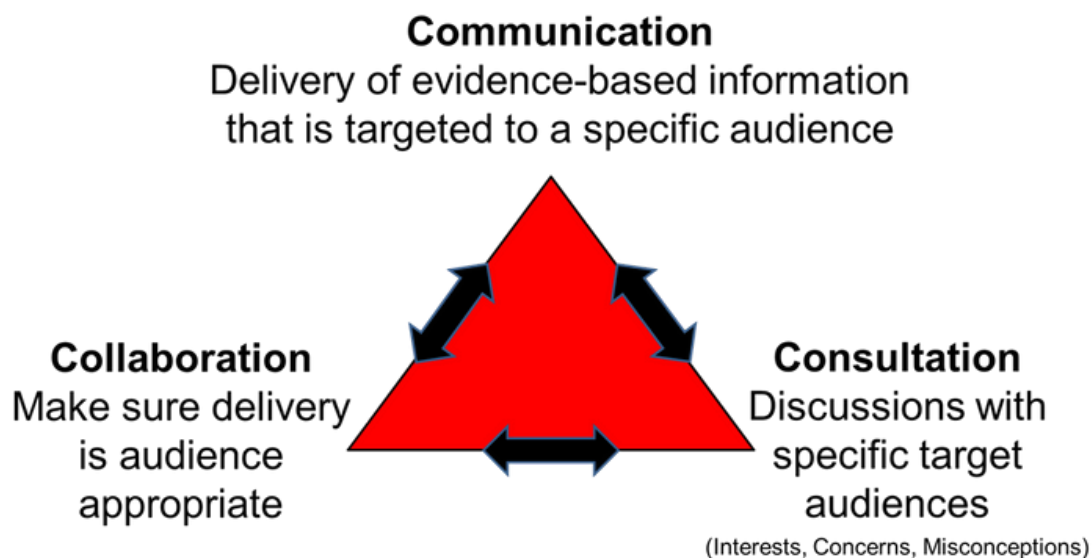 Communication
Delivery of evidence-based information
that is targeted to a specific audience
Collaboration
Make sure delivery
is audience
appropriate
Consultation
Discussions with
specific target
audiences
(Interests, Concerns, Misconceptions)